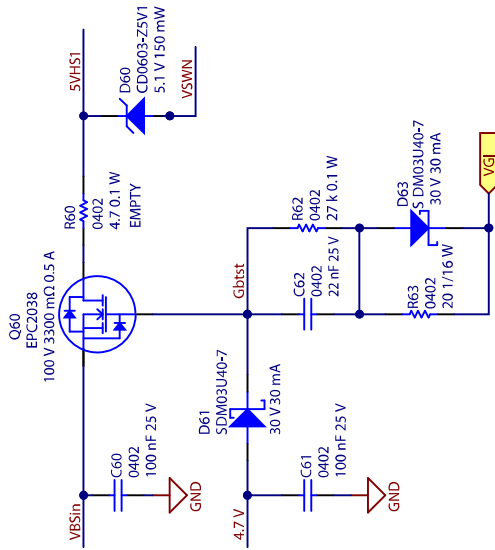 Q60
EPC2038
100 V 3300 mΩ 0.5 A
VBSin
C60
0402
100 nF 25 V
GND
R60
0402
4.7 0.1 W
EMPTY
5VHS1
D60
CD0603-Z5V1
5.1 V 150 mW
VSWN
4.7 V
C61
0402
100 nF 25 V
GND
D61
SDM03U40-7
30 V 30 mA
Gbtst
C62
0402
22 nF 25 V
R62
0402
27 k 0.1 W
R63
0402
20 1/16 W
D63
SDM03U40-7
30 V 30 mA